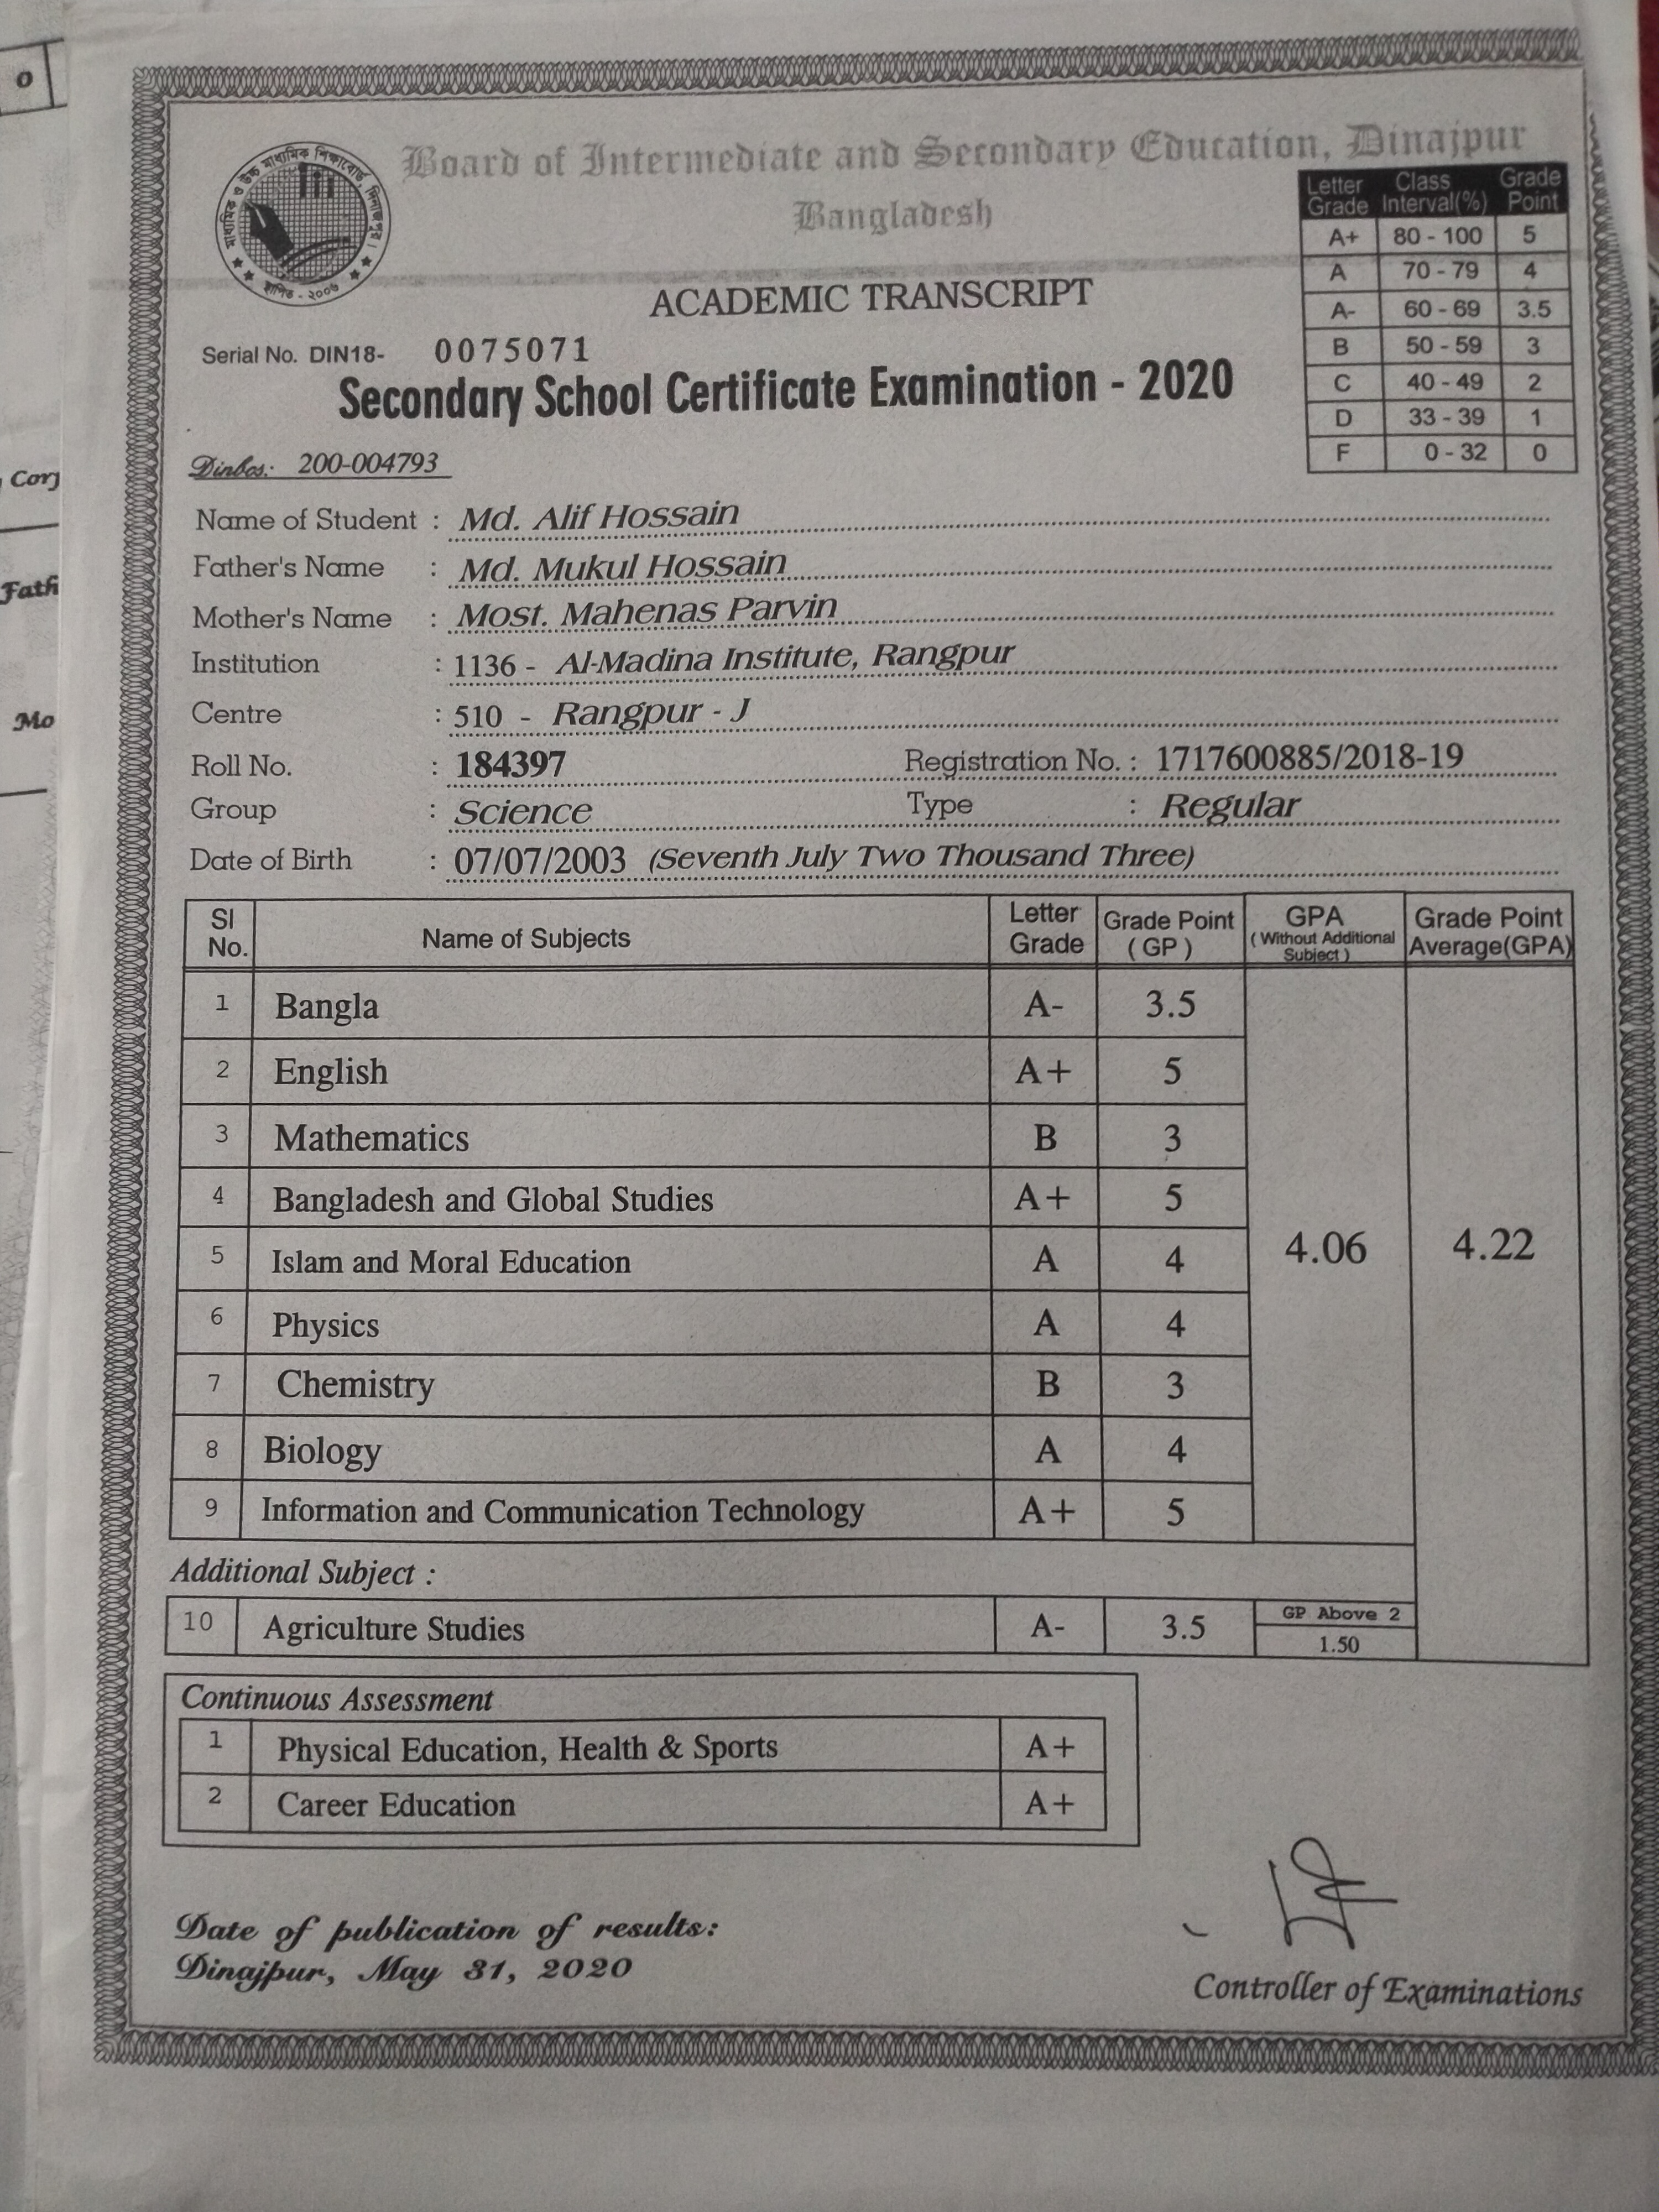 o
Corj
Fath
Mo
মাধ্যমিক ও উচ্চ মাধ্যমিক শিক্ষাবোর্ড, দিনাজপুর।
স্থাপিত - ২০০৬
Board of Intermediate and Secondary Education, Dinajpur
Bangladesh
Letter Grade Class Interval(%) Grade Point
A+ 80 - 100 5
A 70 - 79 4
A- 60 - 69 3.5
B 50 - 59 3
C 40 - 49 2
D 33 - 39 1
F 0 - 32 0
ACADEMIC TRANSCRIPT
Serial No. DIN18- 0075071
Secondary School Certificate Examination - 2020
Dinbos: 200-004793
Name of Student : Md. Alif Hossain
Father's Name : Md. Mukul Hossain
Mother's Name : Most. Mahenas Parvin
Institution : 1136 - Al-Madina Institute, Rangpur
Centre : 510 - Rangpur - J
Roll No. : 184397 Registration No. : 1717600885/2018-19
Group : Science Type : Regular
Date of Birth : 07/07/2003 (Seventh July Two Thousand Three)
Sl No. Name of Subjects Letter Grade Grade Point (GP) GPA (Without Additional Subject) Grade Point Average(GPA)
1 Bangla A- 3.5
2 English A+ 5
3 Mathematics B 3
4 Bangladesh and Global Studies A+ 5
5 Islam and Moral Education A 4 4.06 4.22
6 Physics A 4
7 Chemistry B 3
8 Biology A 4
9 Information and Communication Technology A+ 5
Additional Subject :
10 Agriculture Studies A- 3.5 GP Above 2 1.50
Continuous Assessment
1 Physical Education, Health & Sports A+
2 Career Education A+
Date of publication of results:
Dinajpur, May 31, 2020
Controller of Examinations